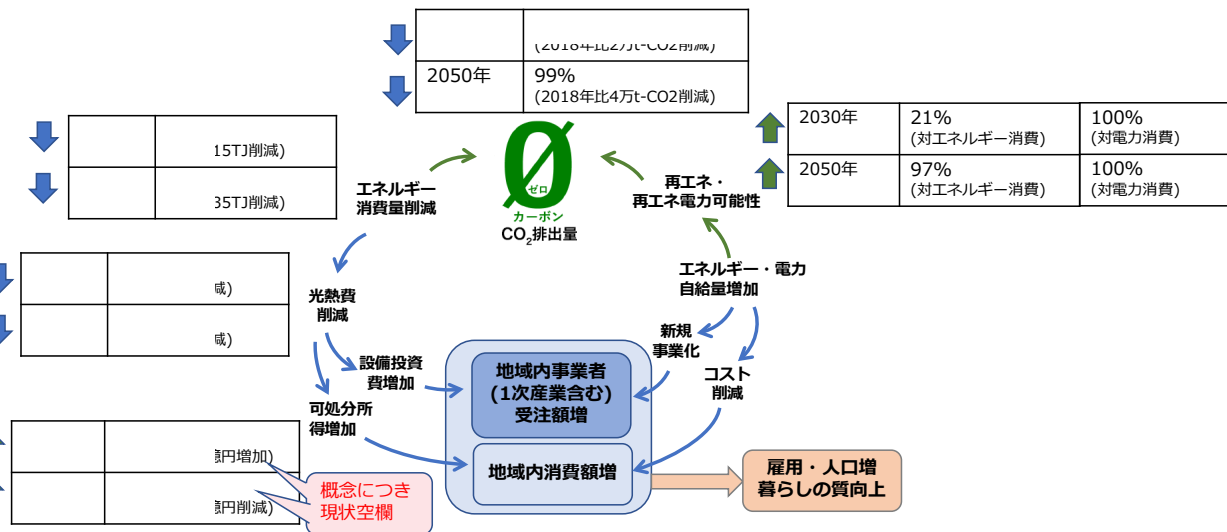 (2018年比2万t-CO2削減)
2050年
99%
(2018年比4万t-CO2削減)
2030年
21%
(対エネルギー消費)
100%
(対電力消費)
2050年
97%
(対エネルギー消費)
100%
(対電力消費)
15TJ削減)
35TJ削減)
エネルギー
消費量削減
0
ゼロ
カーボン
CO2排出量
再エネ・
再エネ電力可能性
減)
減)
光熱費
削減
エネルギー・電力
自給量増加
新規
事業化
設備投資
費増加
地域内事業者
(1次産業含む)
受注額増
コスト
削減
可処分所
得増加
億円増加)
億円削減)
概念につき
現状空欄
地域内消費額増
雇用・人口増
暮らしの質向上